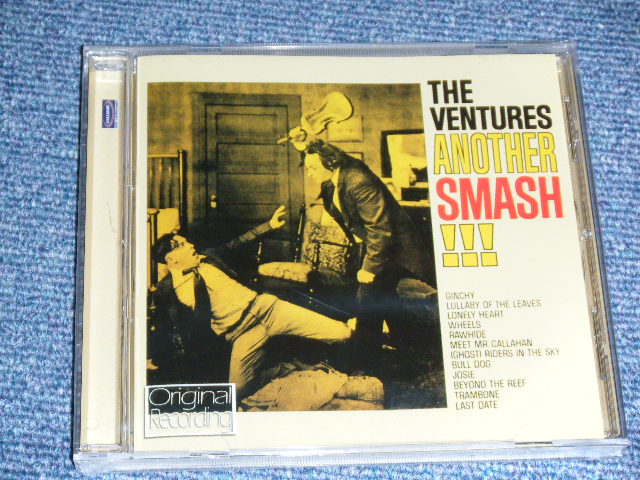 THE
VENTURES
ANOTHER
SMASH
!!!
GINCHY
LULLABY OF THE LEAVES
LONELY HEART
WHEELS
RAWHIDE
MEET MR. CALLAHAN
(GHOST) RIDERS IN THE SKY
BULL DOG
JOSIE
BEYOND THE REEF
TRAMBONE
LAST DATE
Original
Recording